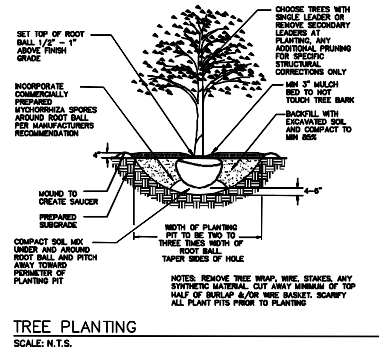 SET TOP OF ROOT
BALL 1/2" – 1"
ABOVE FINISH
GRADE
INCORPORATE
COMMERCIALLY
PREPARED
MYCHORRHIZA SPORES
AROUND ROOT BALL
PER MANUFACTURERS
RECOMMENDATION
4"
MOUND TO
CREATE SAUCER
PREPARED
SUBGRADE
COMPACT SOIL MIX
UNDER AND AROUND
ROOT BALL AND PITCH
AWAY TOWARD
PERIMETER OF
PLANTING PIT
CHOOSE TREES WITH
SINGLE LEADER OR
REMOVE SECONDARY
LEADERS AT
PLANTING, ANY
ADDITIONAL PRUNING
FOR SPECIFIC
STRUCTURAL
CORRECTIONS ONLY
MIN 3" MULCH
BED TO NOT
TOUCH TREE BARK
BACKFILL WITH
EXCAVATED SOIL
AND COMPACT TO
MIN 85%
4–6"
WIDTH OF PLANTING
PIT TO BE TWO TO
THREE TIMES WIDTH OF
ROOT BALL.
TAPER SIDES OF HOLE
NOTES: REMOVE TREE WRAP, WIRE, STAKES, ANY
SYNTHETIC MATERIAL. CUT AWAY MINIMUM OF TOP
HALF OF BURLAP &/OR WIRE BASKET. SCARIFY
ALL PLANT PITS PRIOR TO PLANTING
TREE PLANTING
SCALE: N.T.S.